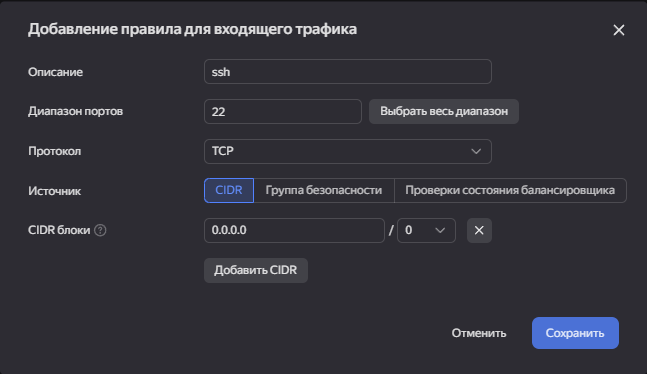 Добавление правила для входящего трафика
Описание ssh
Диапазон портов 22 Выбрать весь диапазон
Протокол TCP
Источник CIDR Группа безопасности Проверки состояния балансировщика
CIDR блоки 0.0.0.0 / 0
Добавить CIDR
Отменить Сохранить